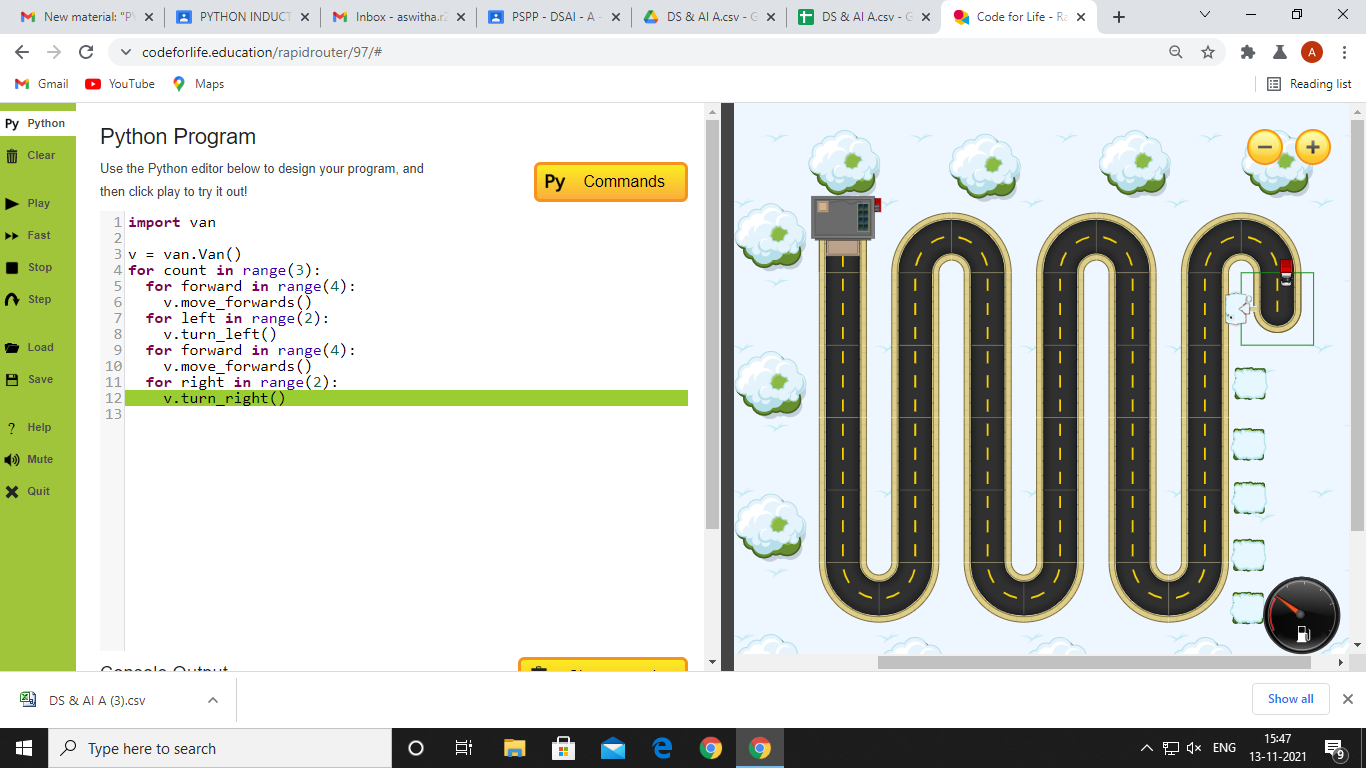 New material: "PY
PYTHON INDUCT
Inbox - aswitha.r2
PSPP - DSAI - A -
DS & AI A.csv - G
DS & AI A.csv - G
Code for Life - Ra
codeforlife.education/rapidrouter/97/#
A
Gmail
YouTube
Maps
Reading list
Py Python
Clear
Play
Fast
Stop
Step
Load
Save
? Help
Mute
Quit
Python Program
Use the Python editor below to design your program, and
then click play to try it out!
Py Commands
1 import van
2
3 v = van.Van()
4 for count in range(3):
5 for forward in range(4):
6 v.move_forwards()
7 for left in range(2):
8 v.turn_left()
9 for forward in range(4):
10 v.move_forwards()
11 for right in range(2):
12 v.turn_right()
13
Console Output
DS & AI A (3).csv
Show all
Type here to search
ENG
15:47
13-11-2021
9